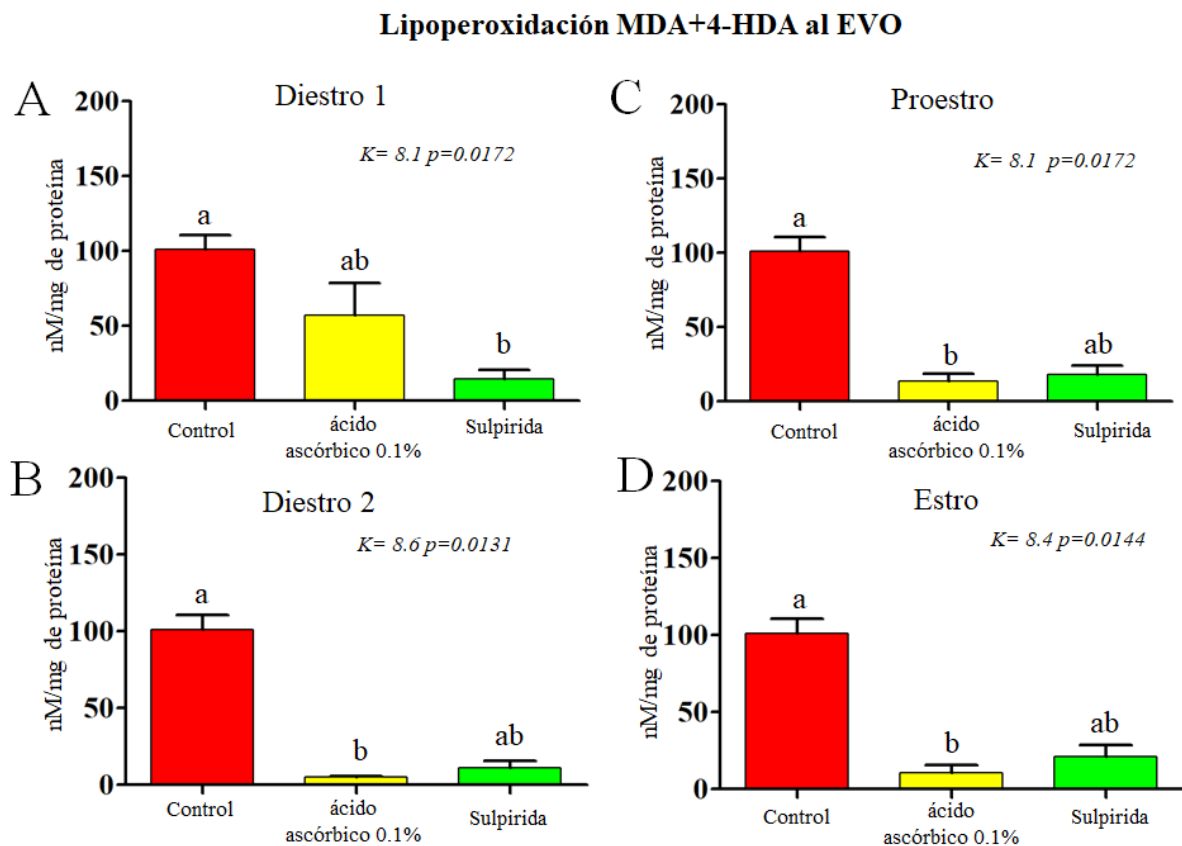 Lipoperoxidación MDA+4-HDA al EVO
A
Diestro 1
K= 8.1 p=0.0172
nM/mg de proteína
200
150
100
50
0
a
ab
b
Control
ácido
ascórbico 0.1%
Sulpirida
B
Diestro 2
K= 8.6 p=0.0131
nM/mg de proteína
200
150
100
50
0
a
b
ab
Control
ácido
ascórbico 0.1%
Sulpirida
C
Proestro
K= 8.1 p=0.0172
nM/mg de proteína
200
150
100
50
0
a
b
ab
Control
ácido
ascórbico 0.1%
Sulpirida
D
Estro
K= 8.4 p=0.0144
nM/mg de proteína
200
150
100
50
0
a
b
ab
Control
ácido
ascórbico 0.1%
Sulpirida